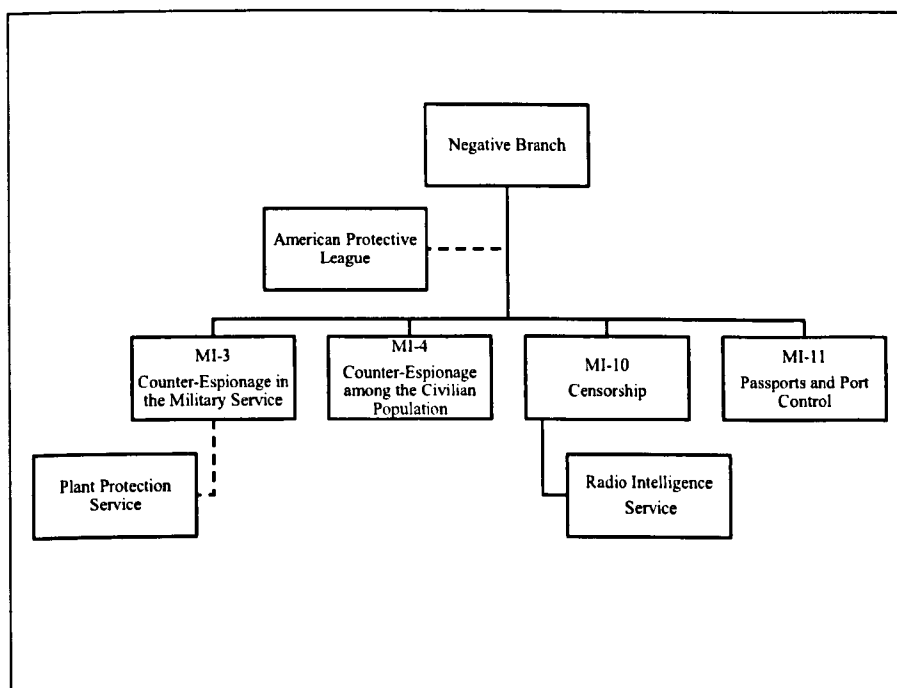 Negative Branch
American Protective
League
MI-3
Counter-Espionage in
the Military Service
MI-4
Counter-Espionage
among the Civilian
Population
MI-10
Censorship
MI-11
Passports and Port
Control
Plant Protection
Service
Radio Intelligence
Service